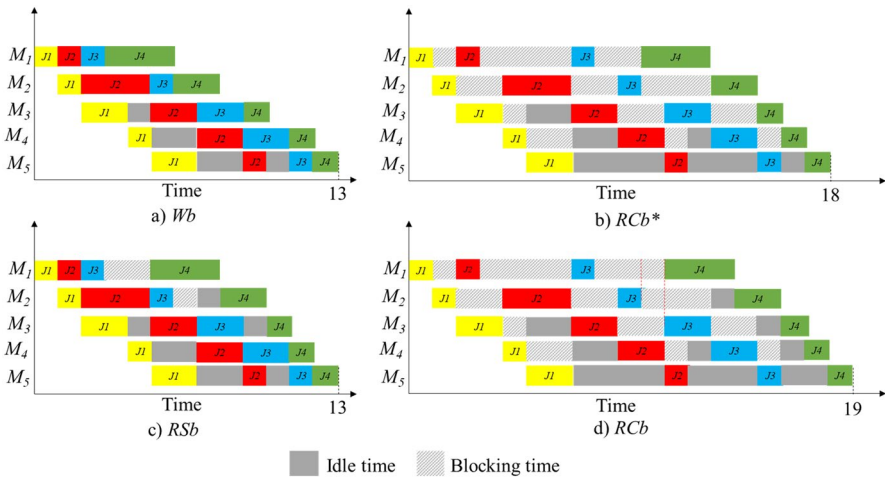 M1 J1 J2 J3 J4
M2 J1 J2 J3 J4
M3 J1 J2 J3 J4
M4 J1 J2 J3 J4
M5 J1 J2 J3 J4
Time 13
a) Wb
M1 J1 J2 J3 J4
M2 J1 J2 J3 J4
M3 J1 J2 J3 J4
M4 J1 J2 J3 J4
M5 J1 J2 J3 J4
Time 18
b) RCb*
M1 J1 J2 J3 J4
M2 J1 J2 J3 J4
M3 J1 J2 J3 J4
M4 J1 J2 J3 J4
M5 J1 J2 J3 J4
Time 13
c) RSb
M1 J1 J2 J3 J4
M2 J1 J2 J3 J4
M3 J1 J2 J3 J4
M4 J1 J2 J3 J4
M5 J1 J2 J3 J4
Time 19
d) RCb
Idle time Blocking time